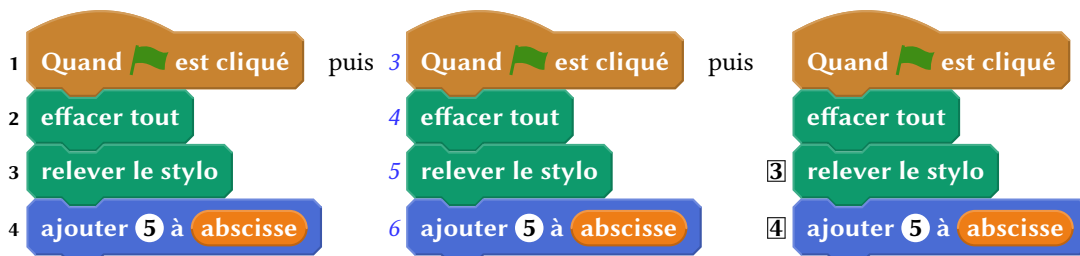 1 Quand est cliqué puis 3 Quand est cliqué puis Quand est cliqué
2 effacer tout 4 effacer tout effacer tout
3 relever le stylo 5 relever le stylo 3 relever le stylo
4 ajouter 5 à abscisse 6 ajouter 5 à abscisse 4 ajouter 5 à abscisse